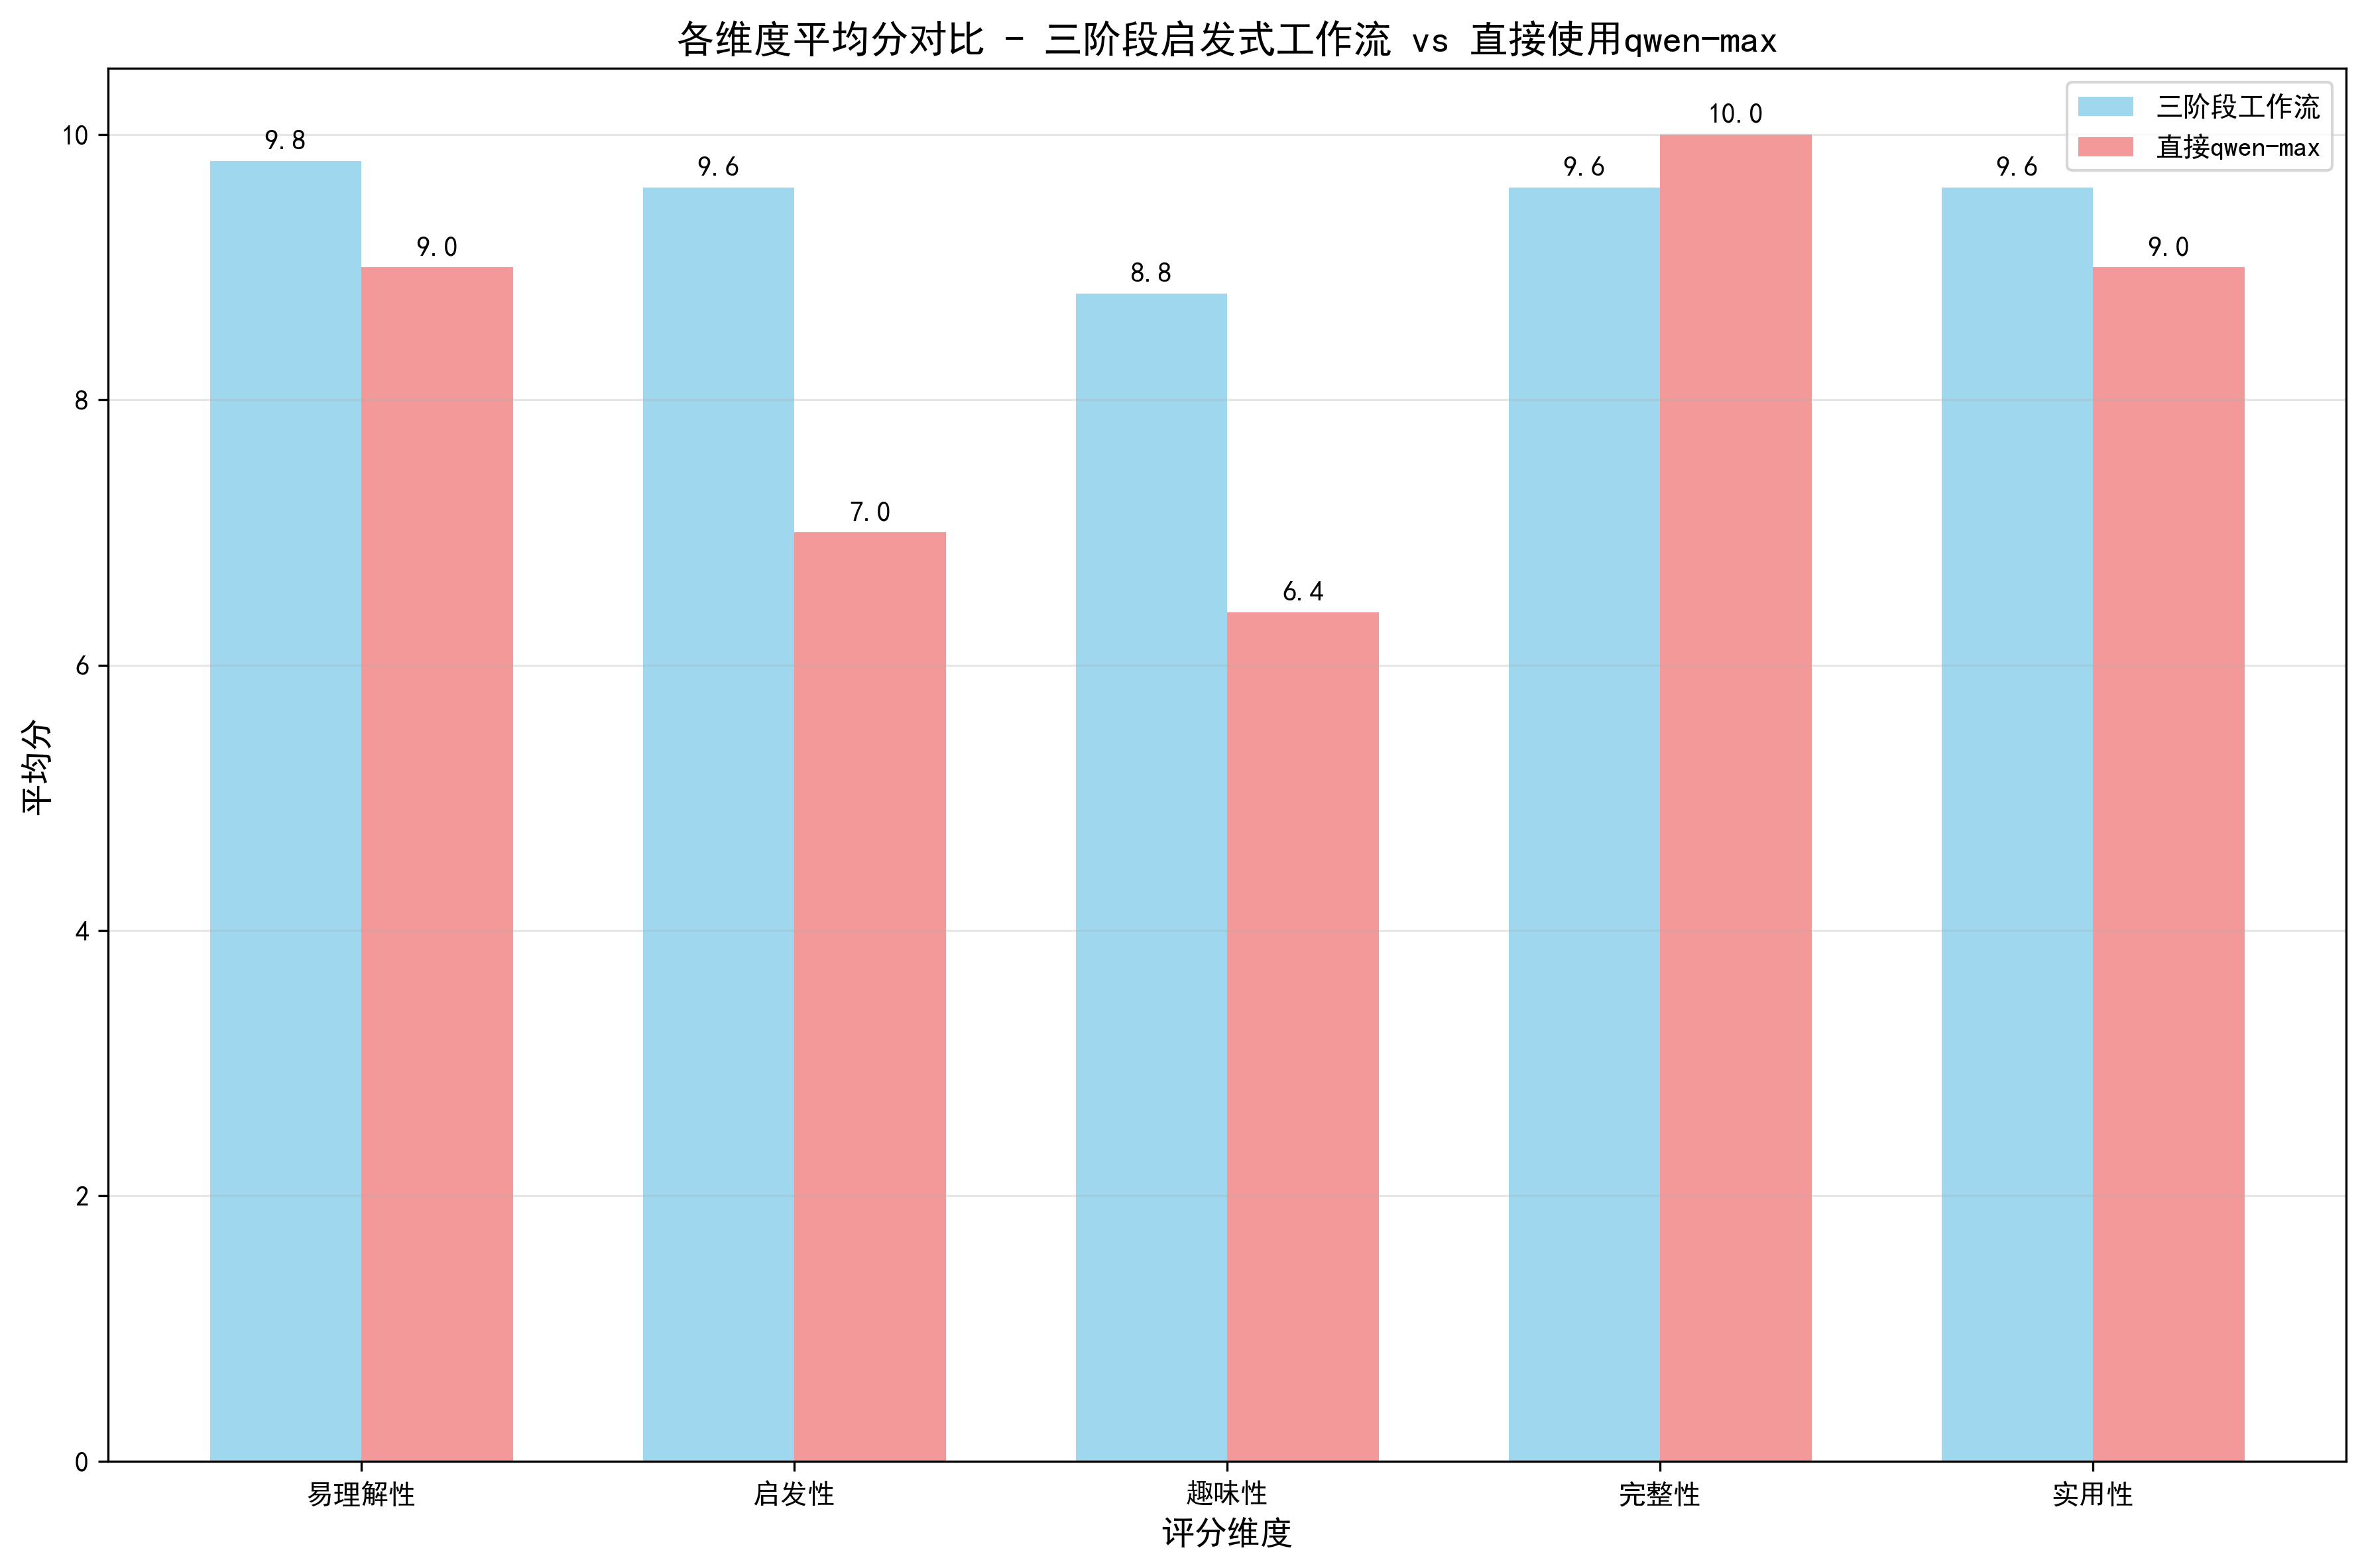 各维度平均分对比 - 三阶段启发式工作流 vs 直接使用qwen-max
三阶段工作流
直接qwen-max
平均分
10
8
6
4
2
0
9.8
9.0
9.6
7.0
8.8
6.4
9.6
10.0
9.6
9.0
易理解性
启发性
趣味性
完整性
实用性
评分维度